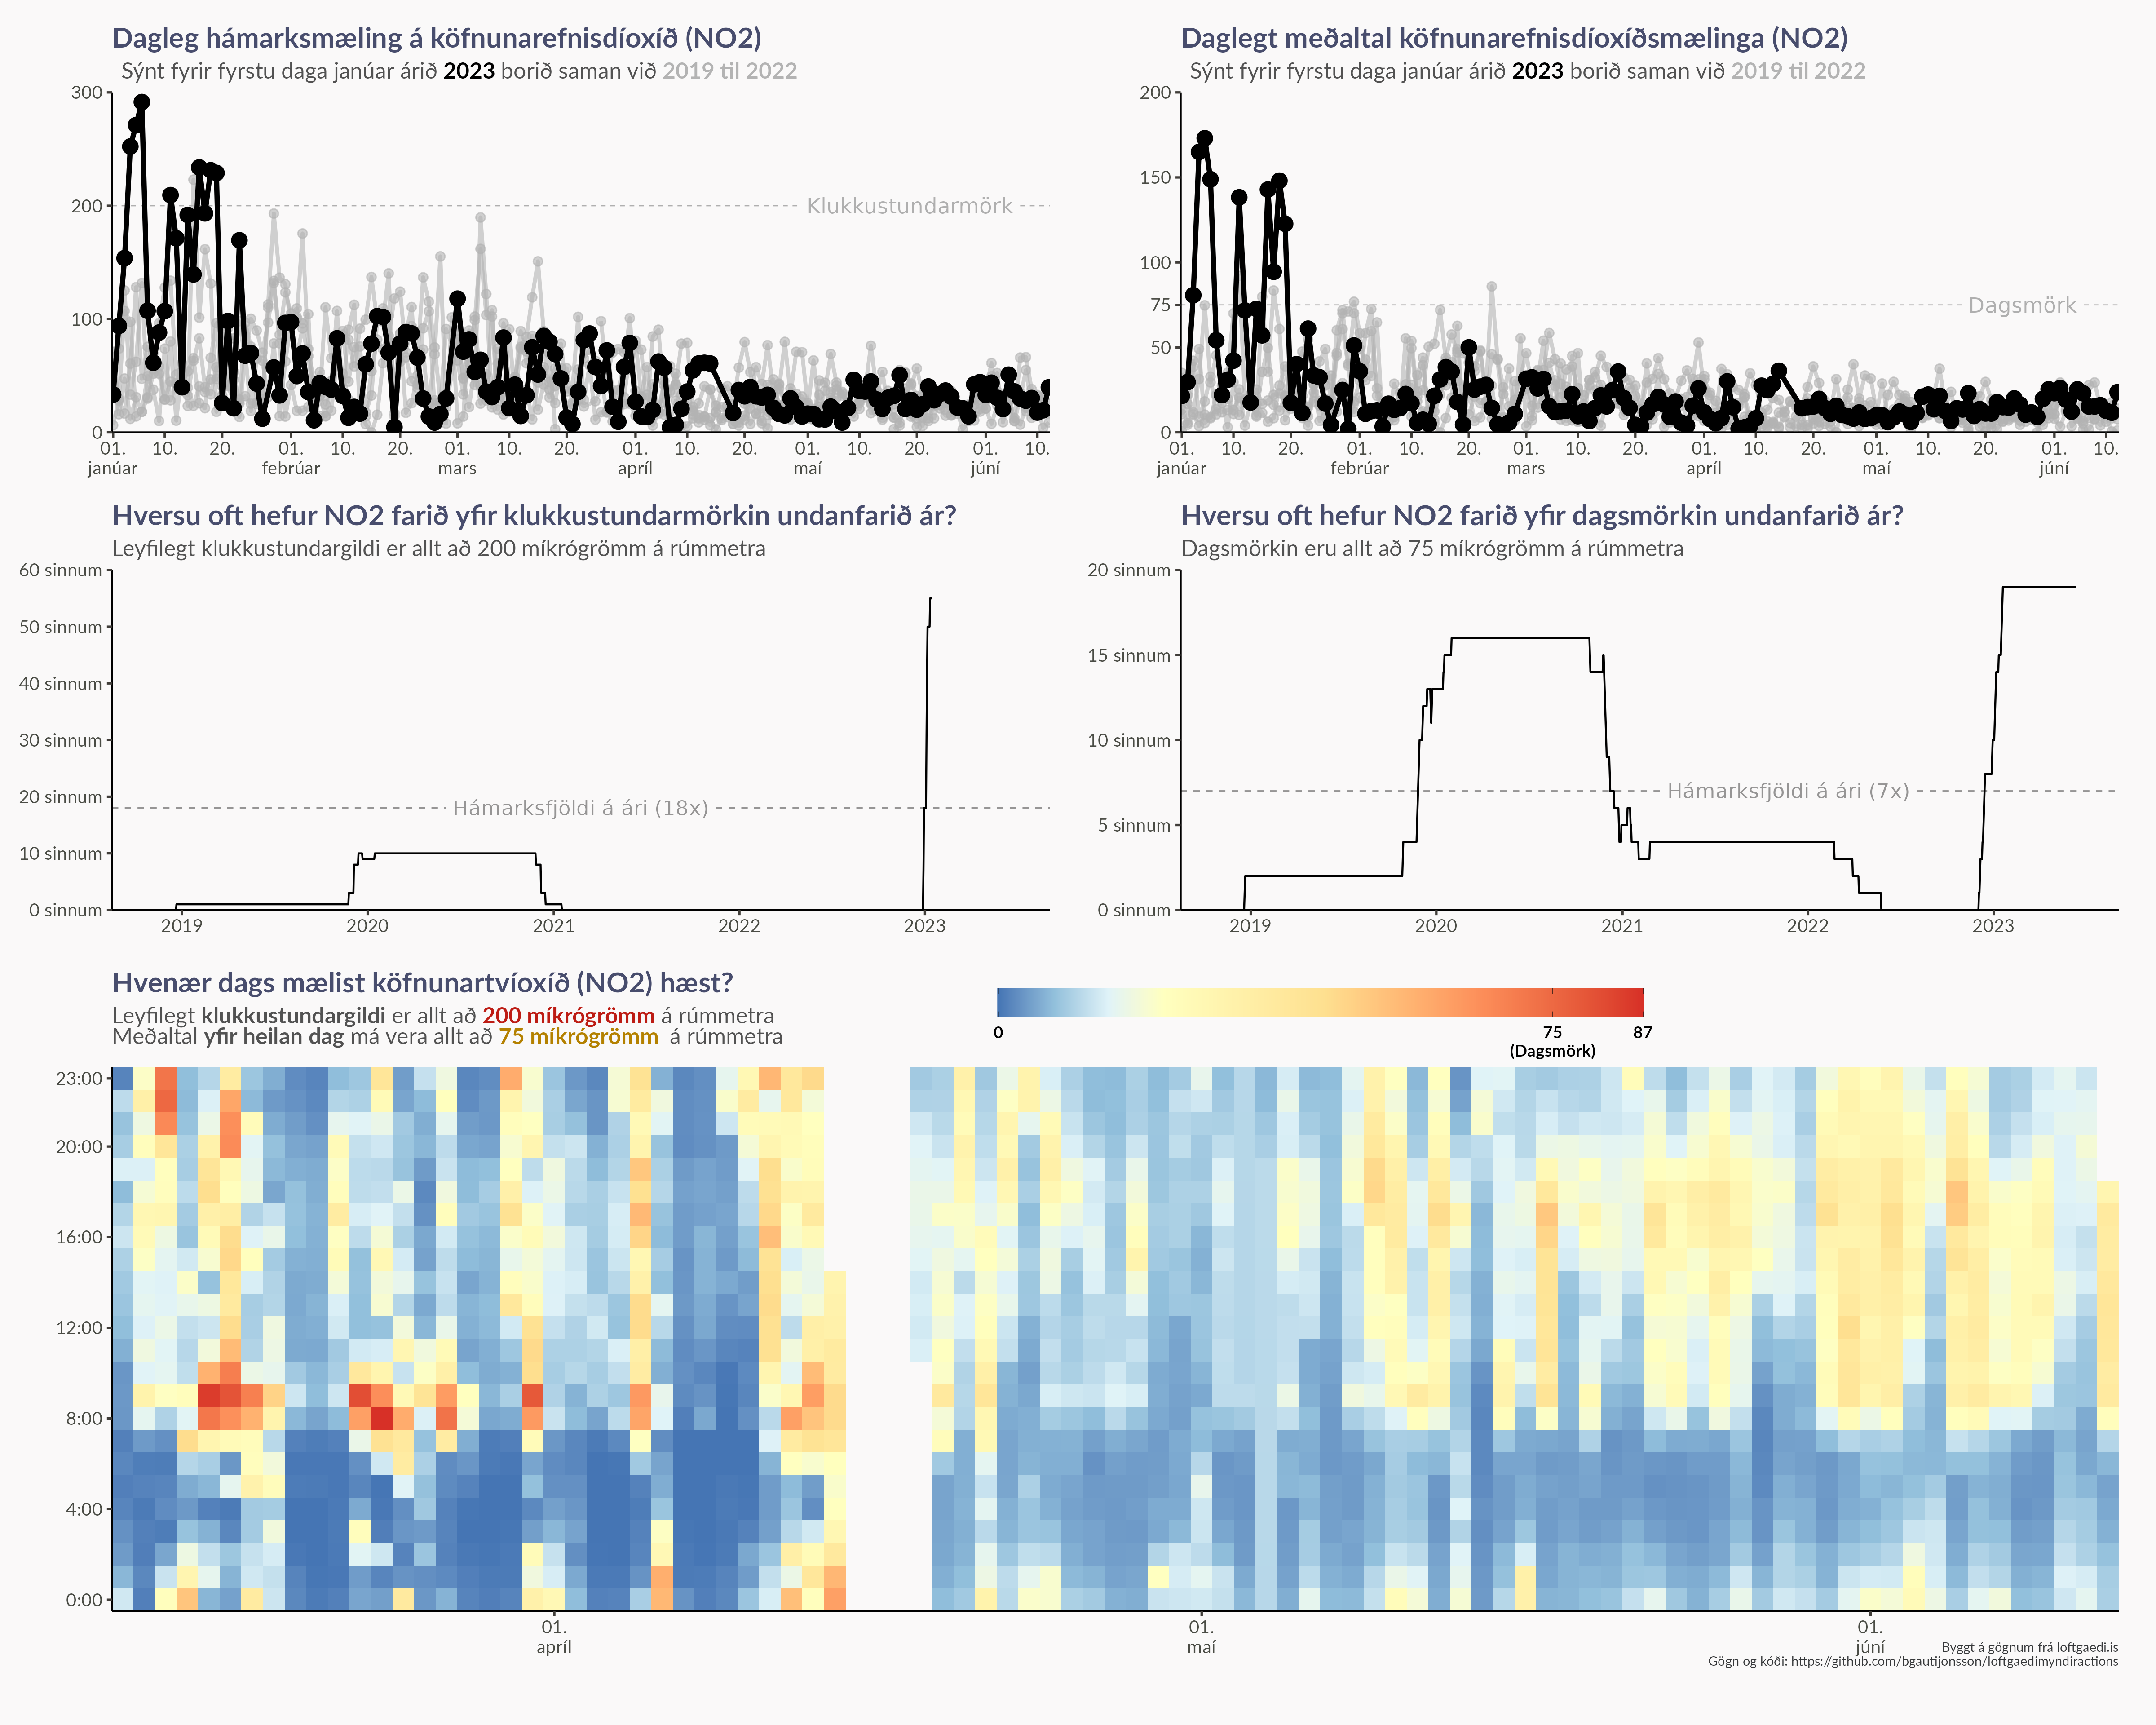 Dagleg hámarksmæling á köfnunarefnisdíoxíð (NO2)
Sýnt fyrir fyrstu daga janúar árið 2023 borið saman við 2019 til 2022
300
200
100
0
Klukkustundarmörk
01. 10. 20. 01. 10. 20. 01. 10. 20. 01. 10. 20. 01. 10. 20. 01. 10.
janúar febrúar mars apríl maí júní
Daglegt meðaltal köfnunarefnisdíoxíðsmælinga (NO2)
Sýnt fyrir fyrstu daga janúar árið 2023 borið saman við 2019 til 2022
200
150
100
75
50
0
Dagsmörk
01. 10. 20. 01. 10. 20. 01. 10. 20. 01. 10. 20. 01. 10. 20. 01. 10.
janúar febrúar mars apríl maí júní
Hversu oft hefur NO2 farið yfir klukkustundarmörkin undanfarið ár?
Leyfilegt klukkustundargildi er allt að 200 míkrógrömm á rúmmetra
60 sinnum
50 sinnum
40 sinnum
30 sinnum
20 sinnum
10 sinnum
0 sinnum
Hámarksfjöldi á ári (18x)
2019 2020 2021 2022 2023
Hversu oft hefur NO2 farið yfir dagsmörkin undanfarið ár?
Dagsmörkin eru allt að 75 míkrógrömm á rúmmetra
20 sinnum
15 sinnum
10 sinnum
5 sinnum
0 sinnum
Hámarksfjöldi á ári (7x)
2019 2020 2021 2022 2023
Hvenær dags mælist köfnunartvíoxíð (NO2) hæst?
Leyfilegt klukkustundargildi er allt að 200 míkrógrömm á rúmmetra
Meðaltal yfir heilan dag má vera allt að 75 míkrógrömm á rúmmetra
0 75 87
(Dagsmörk)
23:00
20:00
16:00
12:00
8:00
4:00
0:00
01. 01. 01.
apríl maí júní
Byggt á gögnum frá loftgaedi.is
Gögn og kóði: https://github.com/bgautijonsson/loftgaedimyndiractions